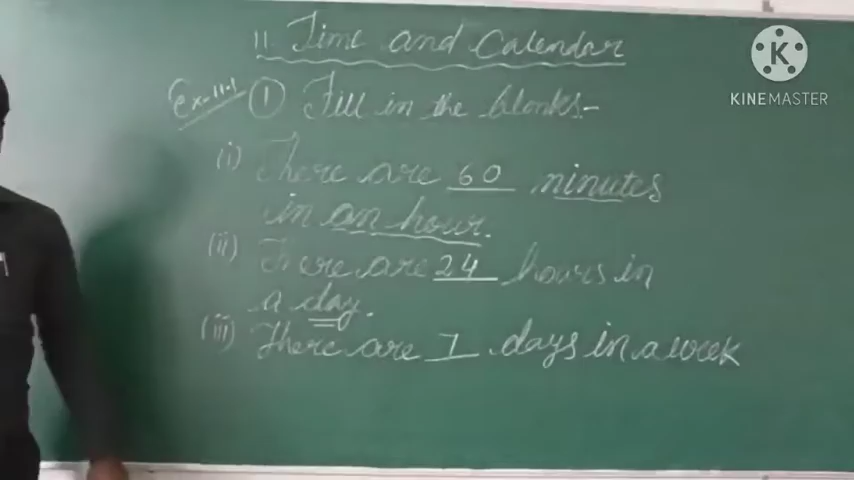 11. Time and Calendar
Ex-11.1 1 Fill in the blanks-
(i) There are 60 minutes
in an hour.
(ii) There are 24 hours in
a day.
(iii) There are 7 days in a week
K
KINEMASTER